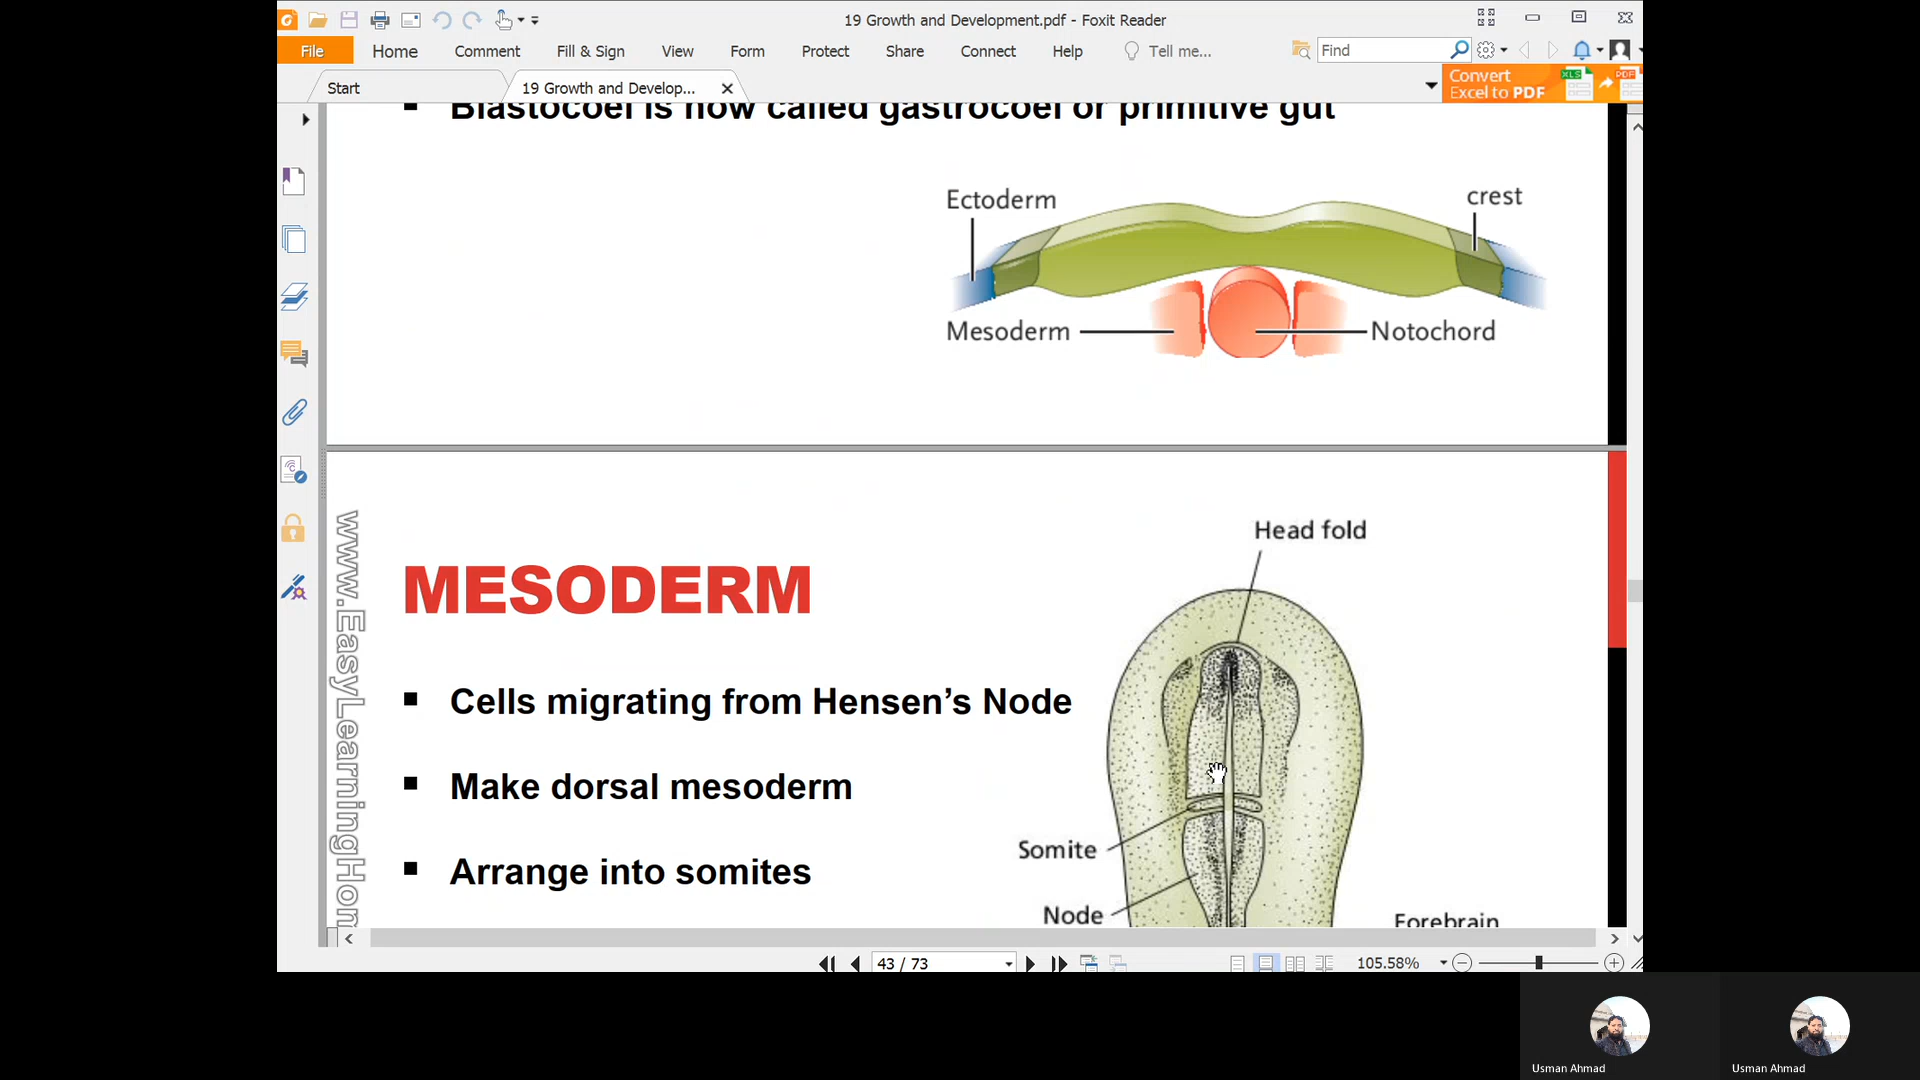 19 Growth and Development.pdf - Foxit Reader
File Home Comment Fill & Sign View Form Protect Share Connect Help Tell me... Find
Start 19 Growth and Develop...
Convert
Excel to PDF
XLS PDF
Blastocoel is now called gastrocoel or primitive gut
Ectoderm
crest
Mesoderm
Notochord
www.EasyLearningHom
MESODERM
Cells migrating from Hensen's Node
Make dorsal mesoderm
Arrange into somites
Head fold
Somite
Node
Forebrain
43 / 73
105.58%
Usman Ahmad
Usman Ahmad